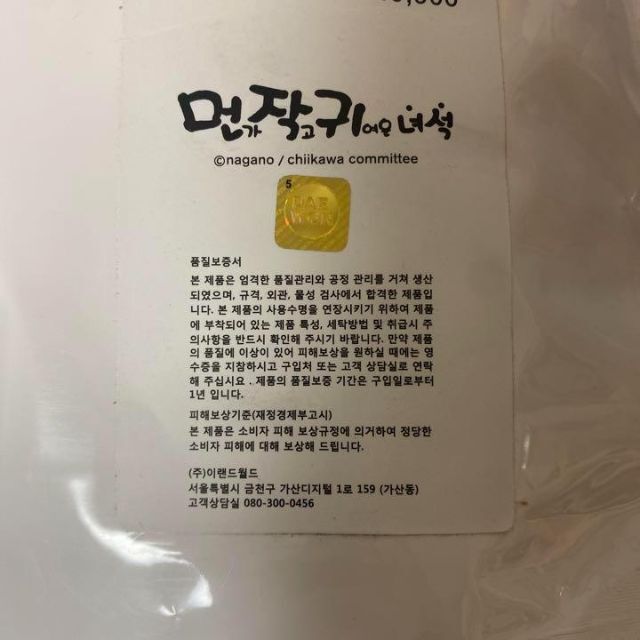 먼가 작고 귀여운 녀석
©nagano / chiikawa committee
5
품질보증서
본 제품은 엄격한 품질관리와 공정 관리를 거쳐 생산
되였으며, 규격, 외관, 물성 검사에서 합격한 제품입
니다. 본 제품의 사용수명을 연장시키기 위하여 제품
에 부착되어 있는 제품 특성, 세탁방법 및 취급시 주
의사항을 반드시 확인해 주시기 바랍니다. 만약 제품
의 품질에 이상이 있어 피해보상을 원하실 때에는 영
수증을 지참하시고 구입처 또는 고객 상담실로 연락
해 주십시요 . 제품의 품질보증 기간은 구입일로부터
1년 입니다.
피해보상기준(재정경제부고시)
본 제품은 소비자 피해 보상규정에 의거하여 정당한
소비자 피해에 대해 보상해 드립니다.
(주)이랜드월드
서울특별시 금천구 가산디지털 1로 159 (가산동)
고객상담실 080-300-0456